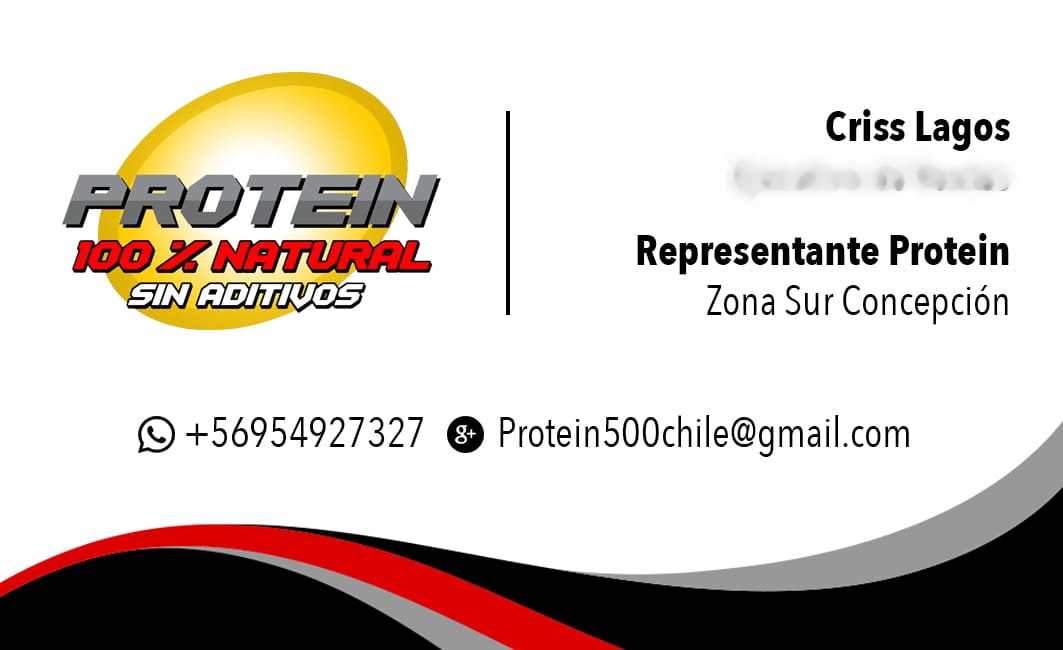 PROTEIN
100 % NATURAL
SIN ADITIVOS
Criss Lagos
Representante Protein
Zona Sur Concepción
+56954927327
g+ Protein500chile@gmail.com